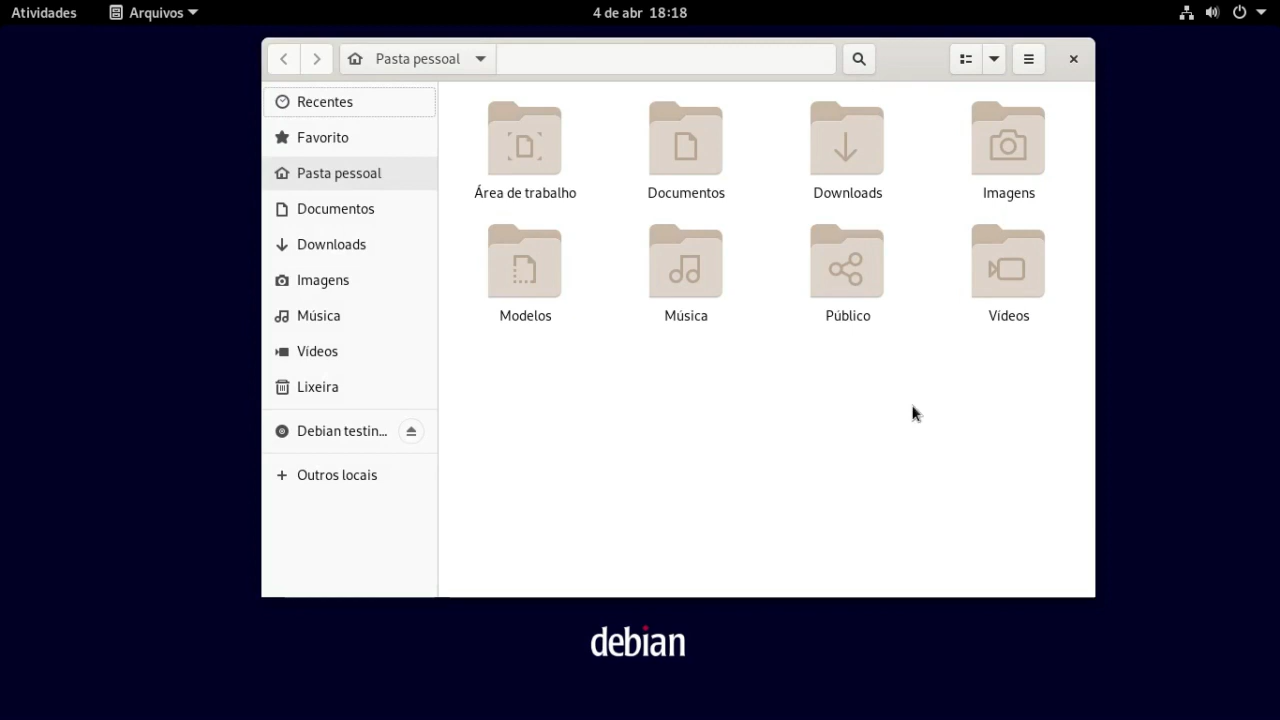 Atividades
Arquivos
4 de abr 18:18
Pasta pessoal
Recentes
Favorito
Pasta pessoal
Documentos
Downloads
Imagens
Música
Vídeos
Lixeira
Debian testin...
Outros locais
Área de trabalho
Documentos
Downloads
Imagens
Modelos
Música
Público
Vídeos
debian